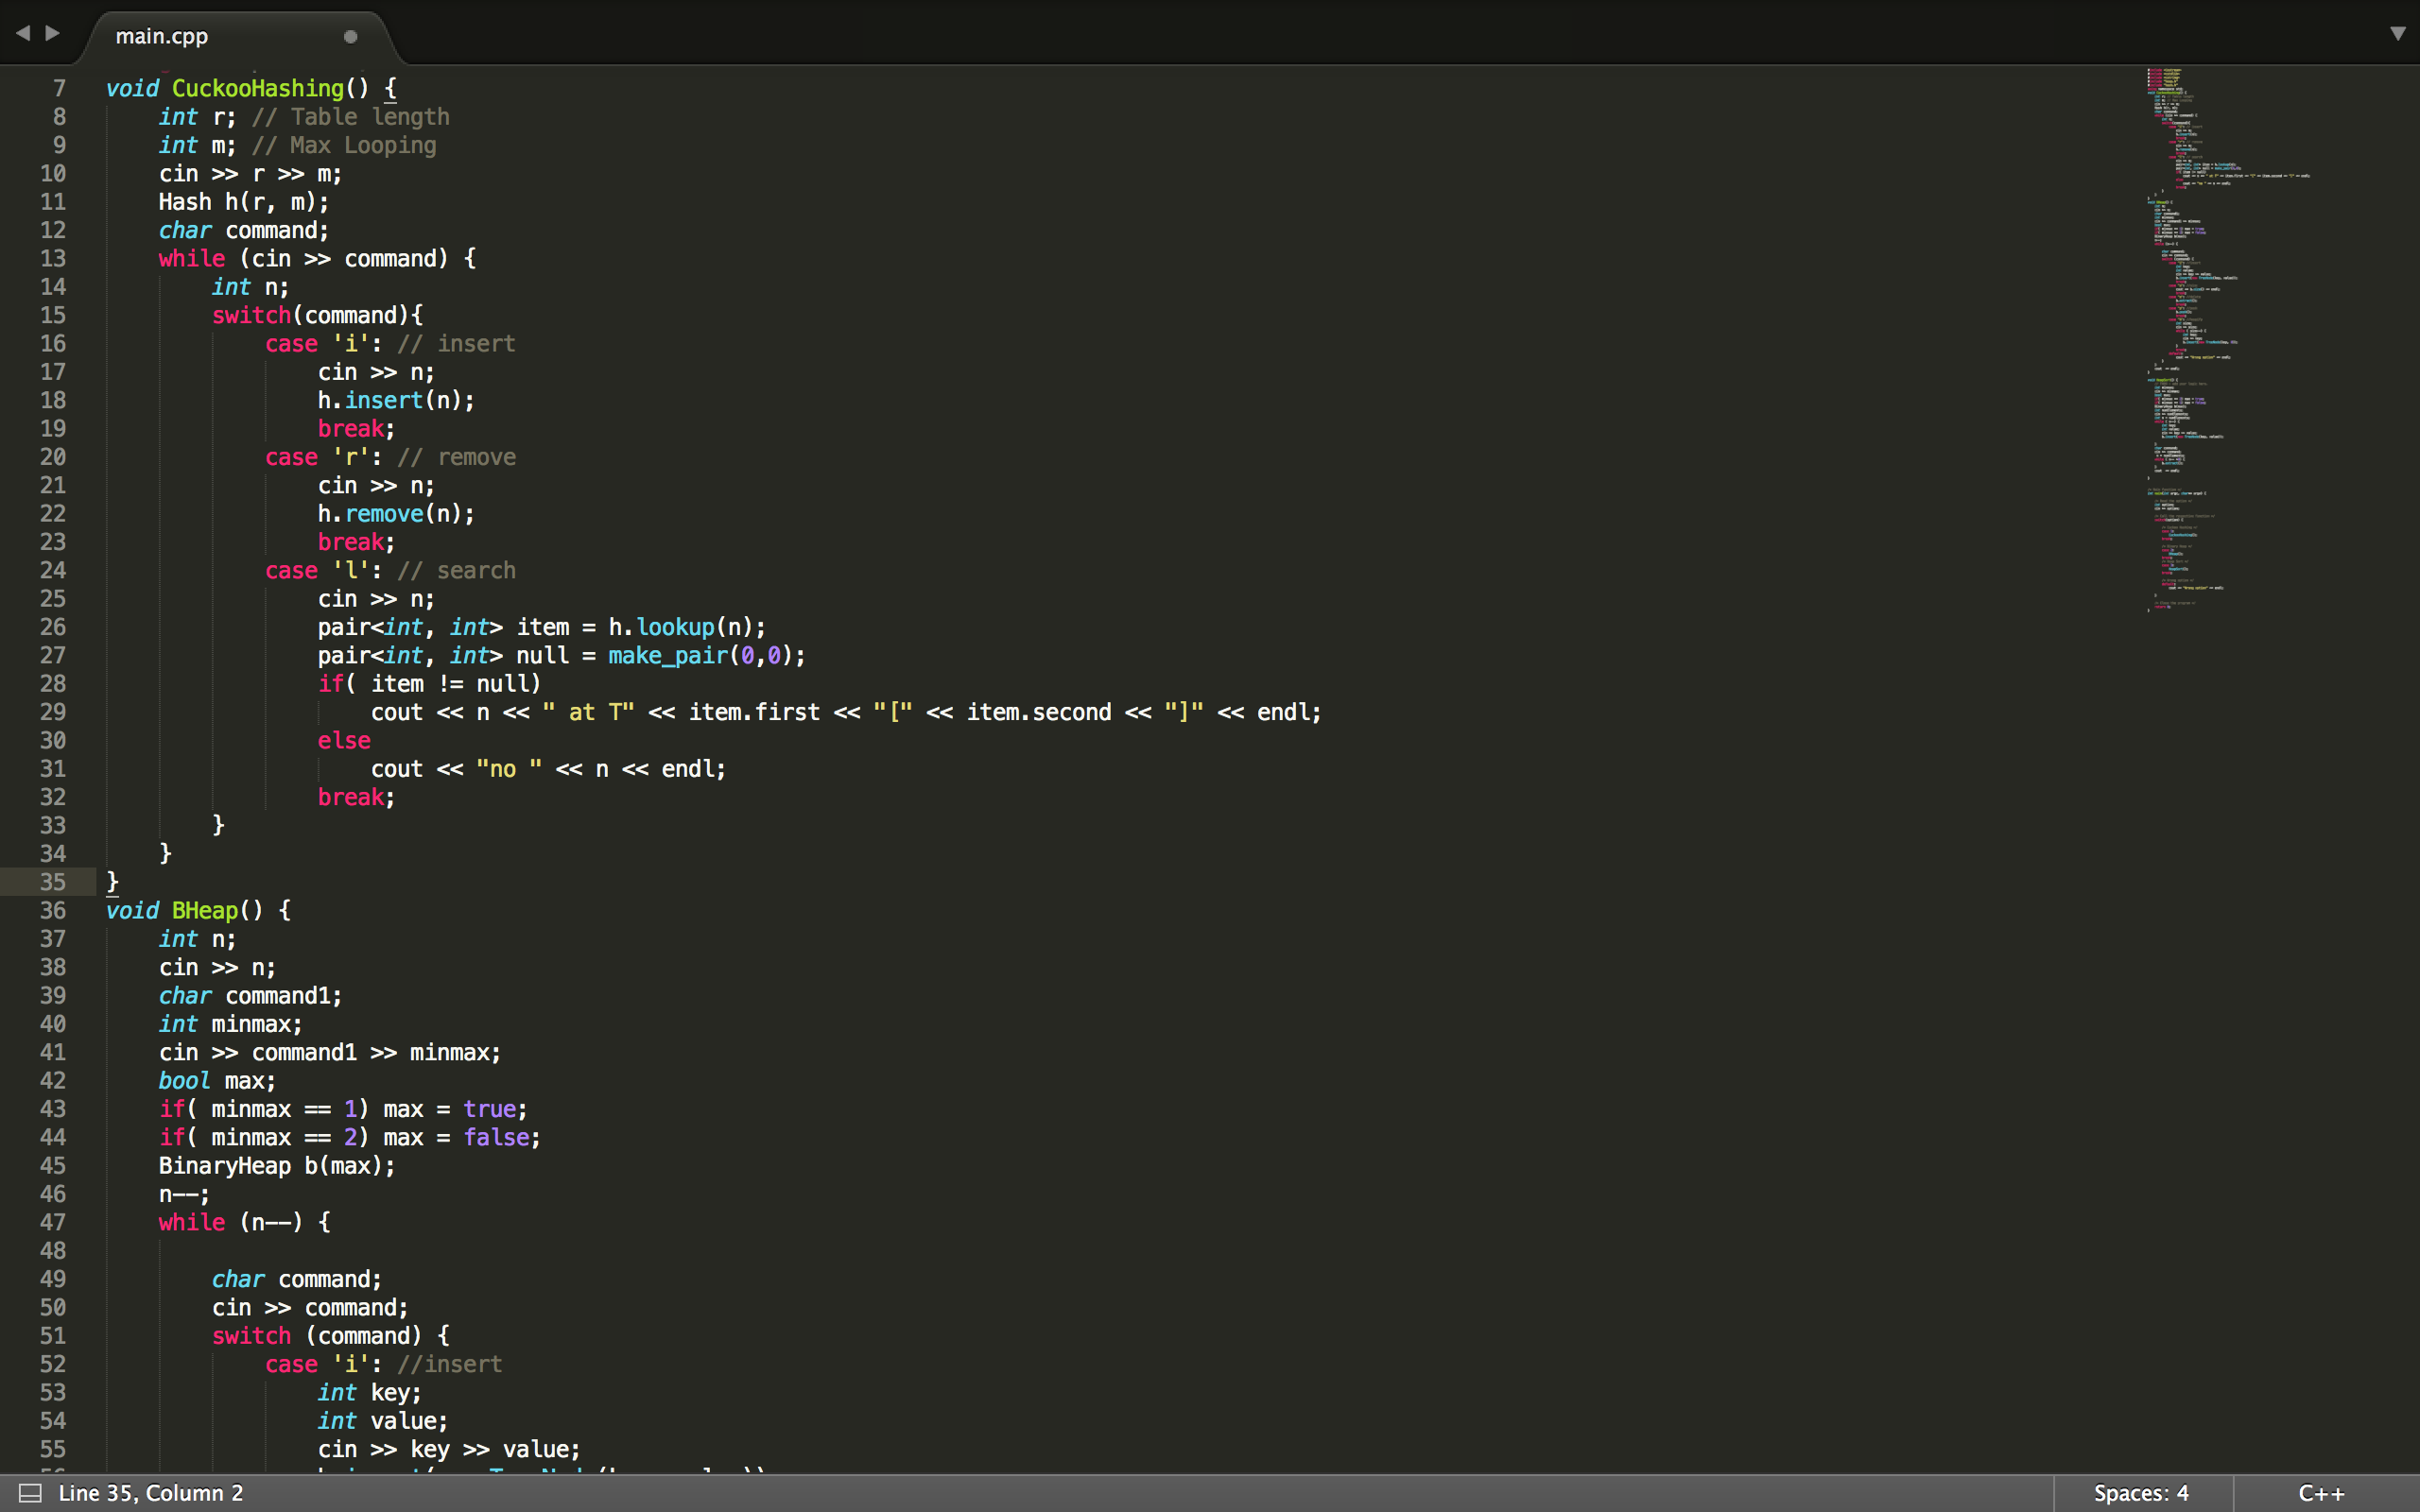 main.cpp
7 void CuckooHashing() {
8 int r; // Table length
9 int m; // Max Looping
10 cin >> r >> m;
11 Hash h(r, m);
12 char command;
13 while (cin >> command) {
14 int n;
15 switch(command){
16 case 'i': // insert
17 cin >> n;
18 h.insert(n);
19 break;
20 case 'r': // remove
21 cin >> n;
22 h.remove(n);
23 break;
24 case 'l': // search
25 cin >> n;
26 pair<int, int> item = h.lookup(n);
27 pair<int, int> null = make_pair(0,0);
28 if( item != null)
29 cout << n << " at T" << item.first << "[" << item.second << "]" << endl;
30 else
31 cout << "no " << n << endl;
32 break;
33 }
34 }
35 }
36 void BHeap() {
37 int n;
38 cin >> n;
39 char command1;
40 int minmax;
41 cin >> command1 >> minmax;
42 bool max;
43 if( minmax == 1) max = true;
44 if( minmax == 2) max = false;
45 BinaryHeap b(max);
46 n--;
47 while (n--) {
48
49 char command;
50 cin >> command;
51 switch (command) {
52 case 'i': //insert
53 int key;
54 int value;
55 cin >> key >> value;
Line 35, Column 2
Spaces: 4
C++